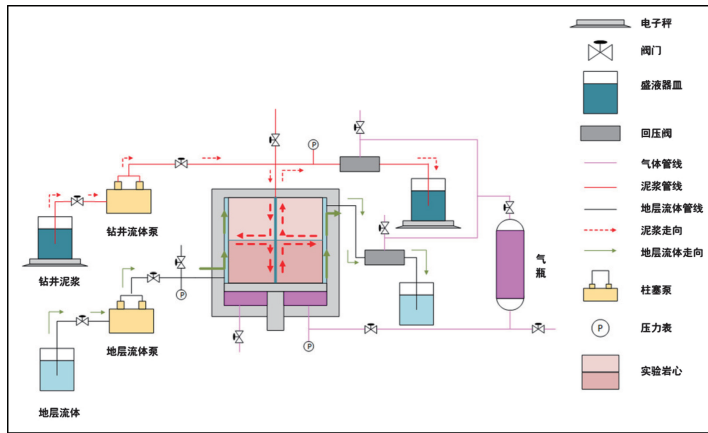 电子秤
阀门
盛液器皿
回压阀
气体管线
泥浆管线
地层流体管线
泥浆走向
地层流体走向
柱塞泵
P
压力表
实验岩心
P
钻井流体泵
钻井泥浆
P
地层流体泵
地层流体
P
气
瓶